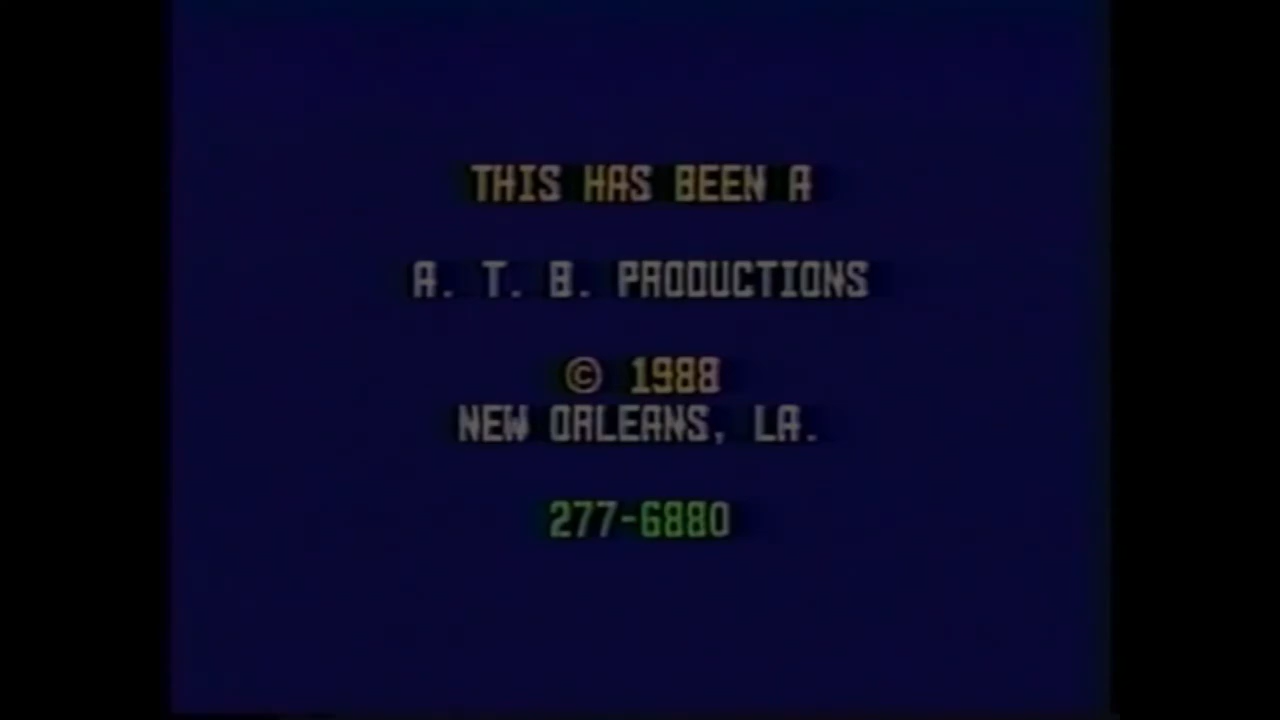 THIS HAS BEEN A
A. T. B. PRODUCTIONS
© 1988
NEW ORLEANS, LA.
277-6880